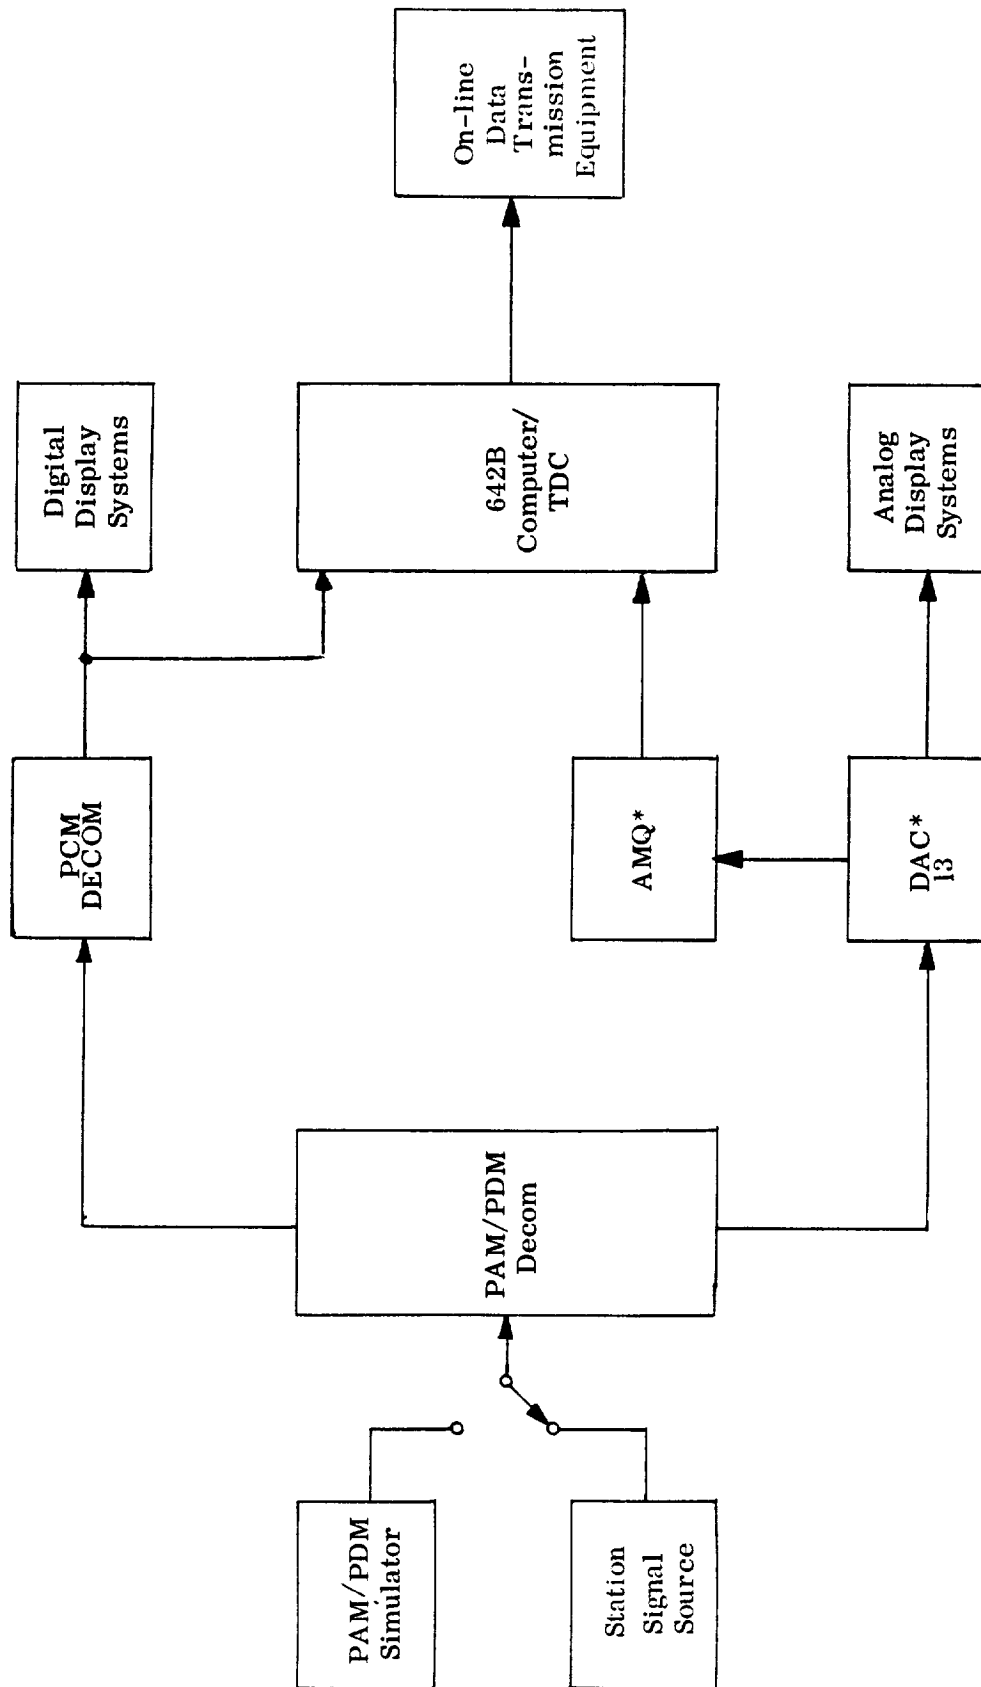 PAM/PDM
Simulator
Station
Signal
Source
PAM/PDM
Decom
PCM
DECOM
AMQ*
DAC*
13
Digital
Display
Systems
642B
Computer/
TDC
Analog
Display
Systems
On-line
Data
Trans-
mission
Equipment